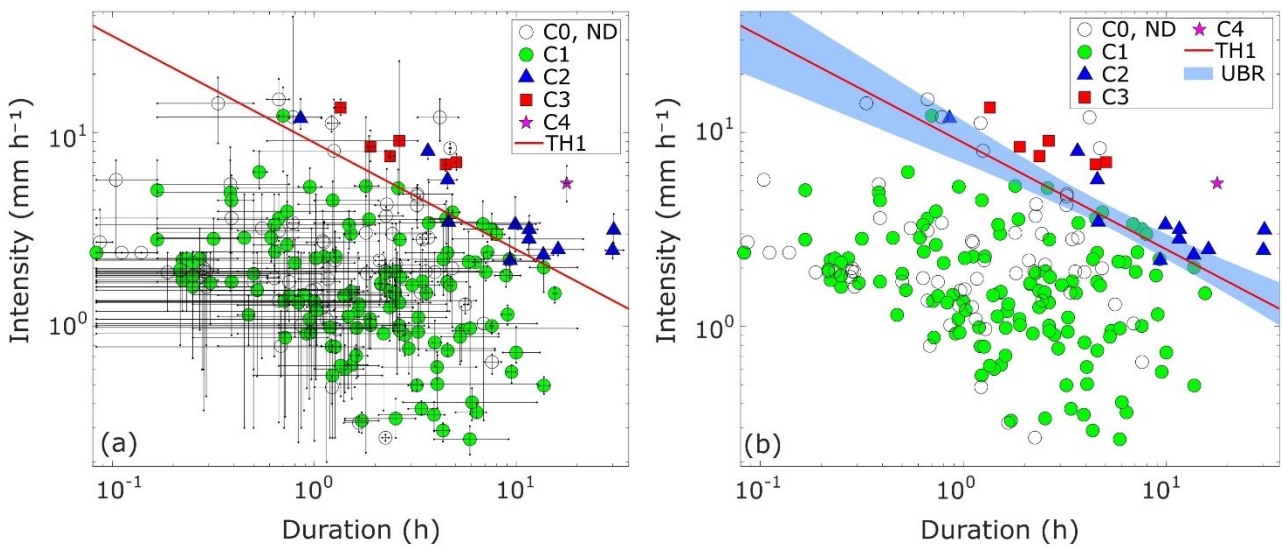 Intensity (mm h⁻¹)
10¹
10⁰
C0, ND
C1
C2
C3
C4
TH1
(a)
10⁻¹ 10⁰ 10¹
Duration (h)
Intensity (mm h⁻¹)
10¹
10⁰
C0, ND C4
C1 TH1
C2 UBR
C3
(b)
10⁻¹ 10⁰ 10¹
Duration (h)